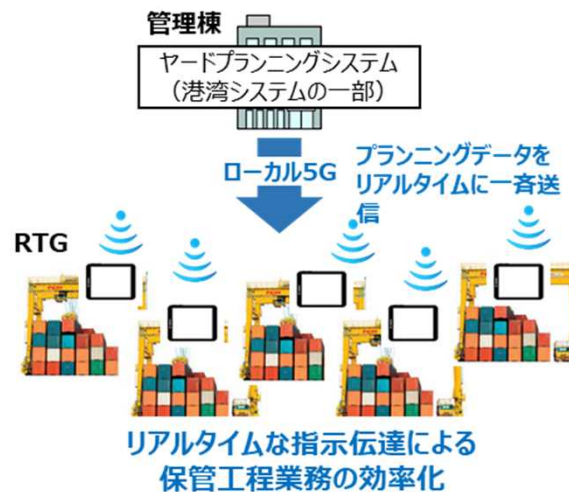 管理棟
ヤードプランニングシステム
（港湾システムの一部）
ローカル5G
プランニングデータを
リアルタイムに一斉送
信
RTG
リアルタイムな指示伝達による
保管工程業務の効率化